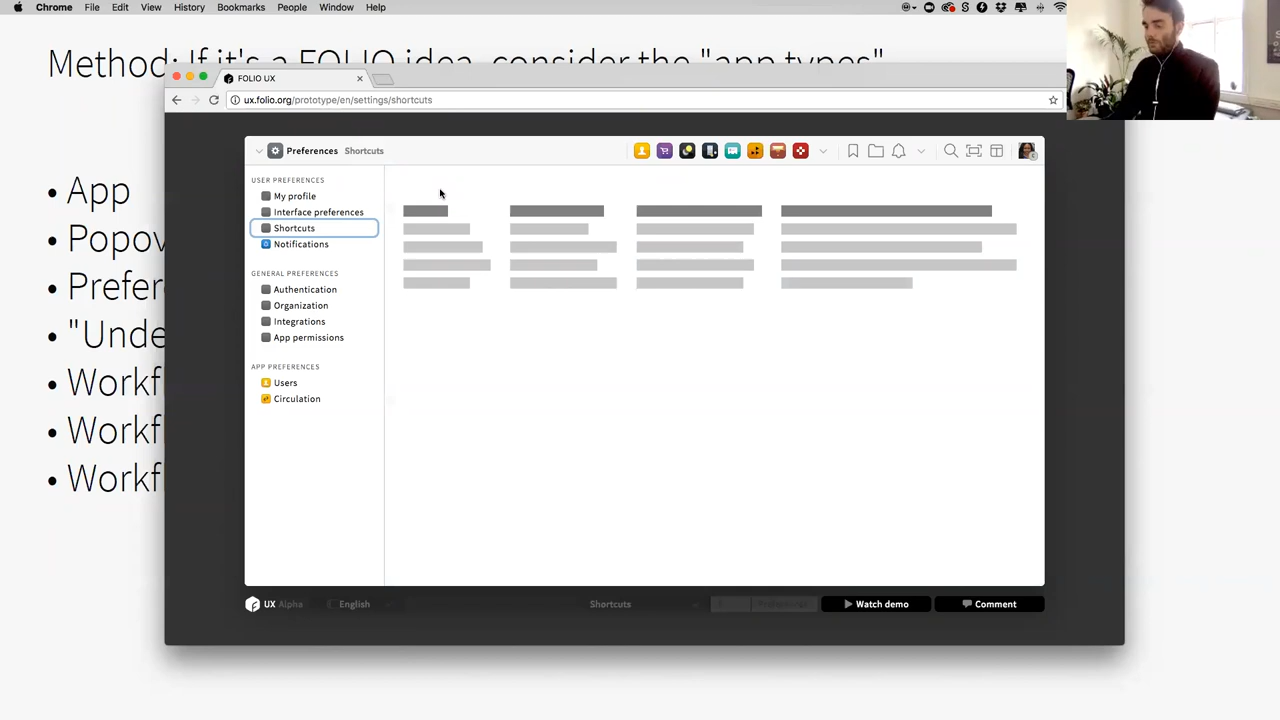 Chrome File Edit View History Bookmarks People Window Help
Method: If it's a FOLIO idea, consider the "app types"
FOLIO UX
ux.folio.org/prototype/en/settings/shortcuts
Preferences Shortcuts
USER PREFERENCES
My profile
Interface preferences
Shortcuts
Notifications
GENERAL PREFERENCES
Authentication
Organization
Integrations
App permissions
APP PREFERENCES
Users
Circulation
• App
• Popov
• Prefer
• "Unde
• Workf
• Workf
• Workf
UX Alpha English Shortcuts Watch demo Comment